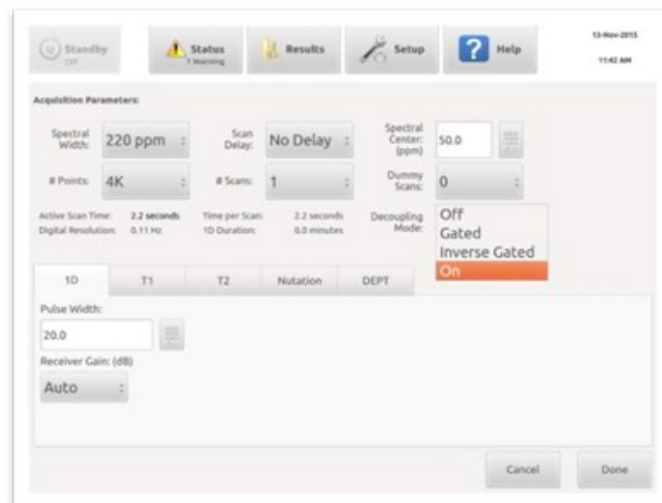 Standby
Off
Status
1 Warning
Results
Setup
Help
13-Nov-2015
11:42 AM
Acquisition Parameters:
Spectral
Width:
220 ppm
Scan
Delay:
No Delay
Spectral
Center:
(ppm)
50.0
# Points:
4K
# Scans:
1
Dummy
Scans:
0
Active Scan Time:
2.2 seconds
Time per Scan:
2.2 seconds
Digital Resolution:
0.11 Hz
1D Duration:
0.0 minutes
Decoupling
Mode:
Off
Gated
Inverse Gated
On
1D
T1
T2
Nutation
DEPT
Pulse Width:
20.0
Receiver Gain: (dB)
Auto
Cancel
Done